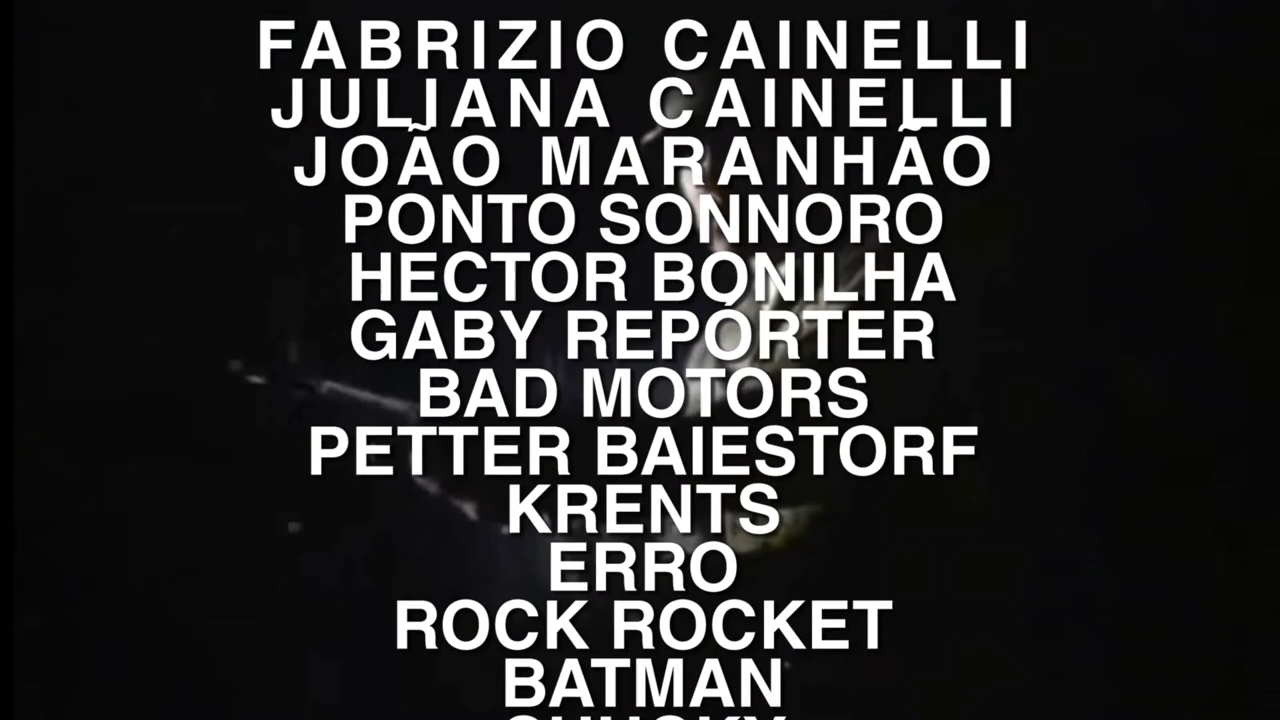 FABRIZIO CAINELLI
JULIANA CAINELLI
JOÃO MARANHÃO
PONTO SONNORO
HECTOR BONILHA
GABY REPÓRTER
BAD MOTORS
PETTER BAIESTORF
KRENTS
ERRO
ROCK ROCKET
BATMAN